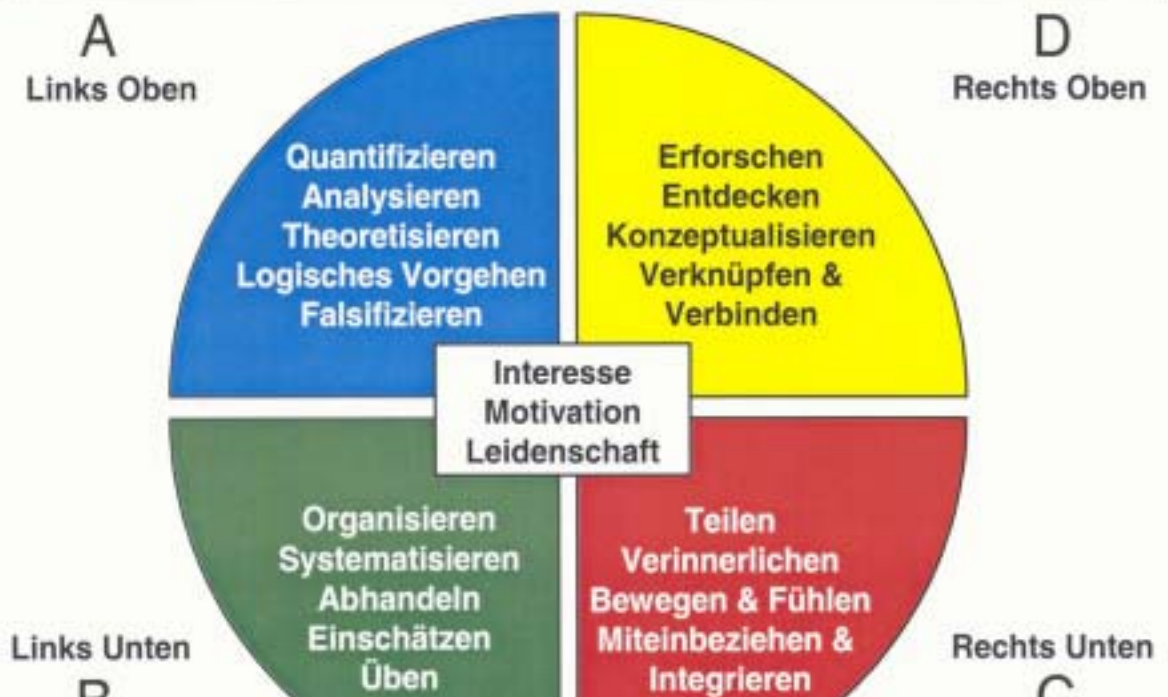 A
Links Oben
D
Rechts Oben
Quantifizieren
Analysieren
Theoretisieren
Logisches Vorgehen
Falsifizieren
Erforschen
Entdecken
Konzeptualisieren
Verknüpfen &
Verbinden
Interesse
Motivation
Leidenschaft
Organisieren
Systematisieren
Abhandeln
Einschätzen
Üben
Teilen
Verinnerlichen
Bewegen & Fühlen
Miteinbeziehen &
Integrieren
Links Unten
B
Rechts Unten
C